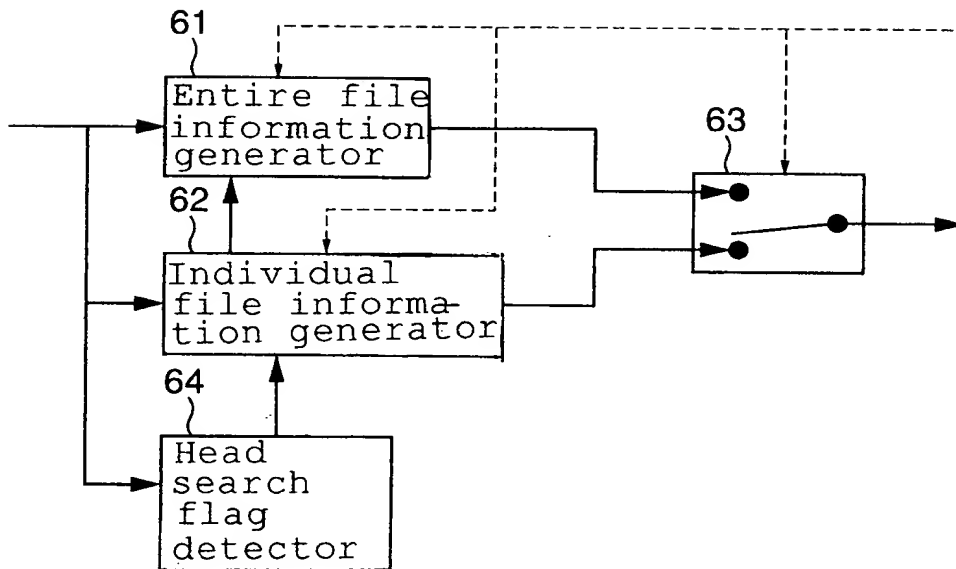 61
Entire file
information
generator
63
62
Individual
file informa-
tion generator
64
Head
search
flag
detector